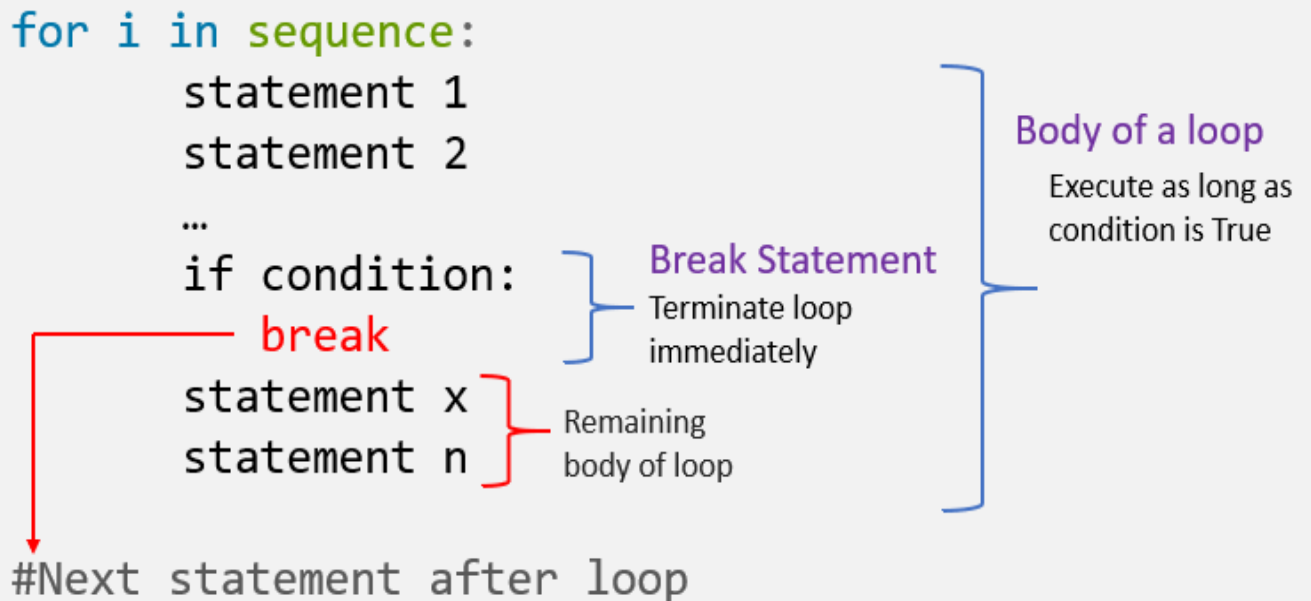 for i in sequence:
statement 1
statement 2
…
if condition:
break
statement x
statement n
#Next statement after loop
Break Statement
Terminate loop
immediately
Remaining
body of loop
Body of a loop
Execute as long as
condition is True